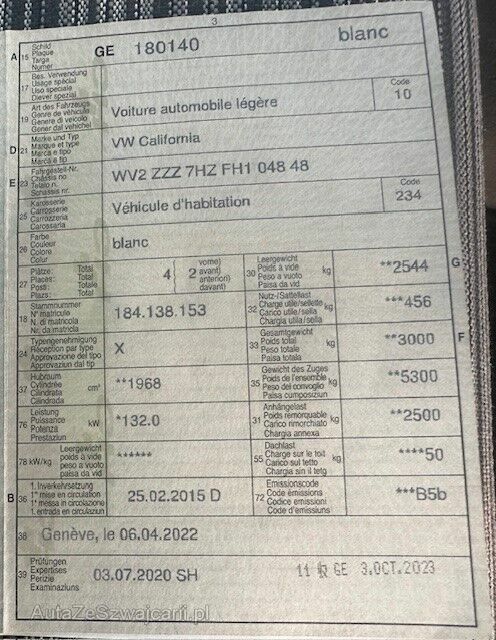 3
A 15 Schild Plaque Targa Numer GE 180140 blanc
17 Bes. Verwendung Usage spécial Uso speciale Diever spezial
19 Art des Fahrzeugs Genre de véhicule Genere di veicolo Gener dal vehichel Voiture automobile légère Code 10
D 21 Marke und Typ Marque et type Marca e tipo Marca e tip VW California
E 23 Fahrgestell-Nr. Châssis no Telaio n. Schassis nr. WV2 ZZZ 7HZ FH1 048 48
25 Karosserie Carrosserie Carrozzeria Carossaria Véhicule d'habitation Code 234
26 Farbe Couleur Colore Colur blanc
27 Plätze: Total Places: Total Posti: Totale Plazs: Total 4 ( 2 vorne) avant) anteriori) davant)
30 Leergewicht Poids à vide Peso a vuoto Paisa da vid kg **2544 G
18 Stammnummer N° matricule N. di matricola Nr. da matricla 184.138.153
32 Nutz-/Sattellast Charge utile/sellette Carico utile/sella Chargia utila/sella kg ***456
24 Typengenehmigung Réception par type Approvazione del tipo Approvaziun dal tip X
33 Gesamtgewicht Poids total Peso totale Paisa totala kg **3000 F
37 Hubraum Cylindrée Cilindrata Cilindrada cm³ **1968
35 Gewicht des Zuges Poids de l'ensemble Peso del convoglio Paisa cumposiziun kg **5300
76 Leistung Puissance Potenza Prestaziun kW *132.0
31 Anhängelast Poids remorquable Carico rimorchiato Chargia annexa kg **2500
78 kW/kg Leergewicht poids à vuoto peso a vuoto paisa da vid ******
55 Dachlast Charge sur le toit Carico sul tetto Chargia sin il tetg kg ****50
B 36 1. Inverkehrsetzung 1re mise en circulation 1a messa in circolazione 1. entrada en circulaziun 25.02.2015 D
72 Emissionscode Code émissions Codice emissioni Code d'emissiuns ***B5b
38 Genève, le 06.04.2022
39 Prüfungen Expertises Perizie Examinaziuns 03.07.2020 SH GE 3.OCT.2023
AutaZeSzwajcarii.pl